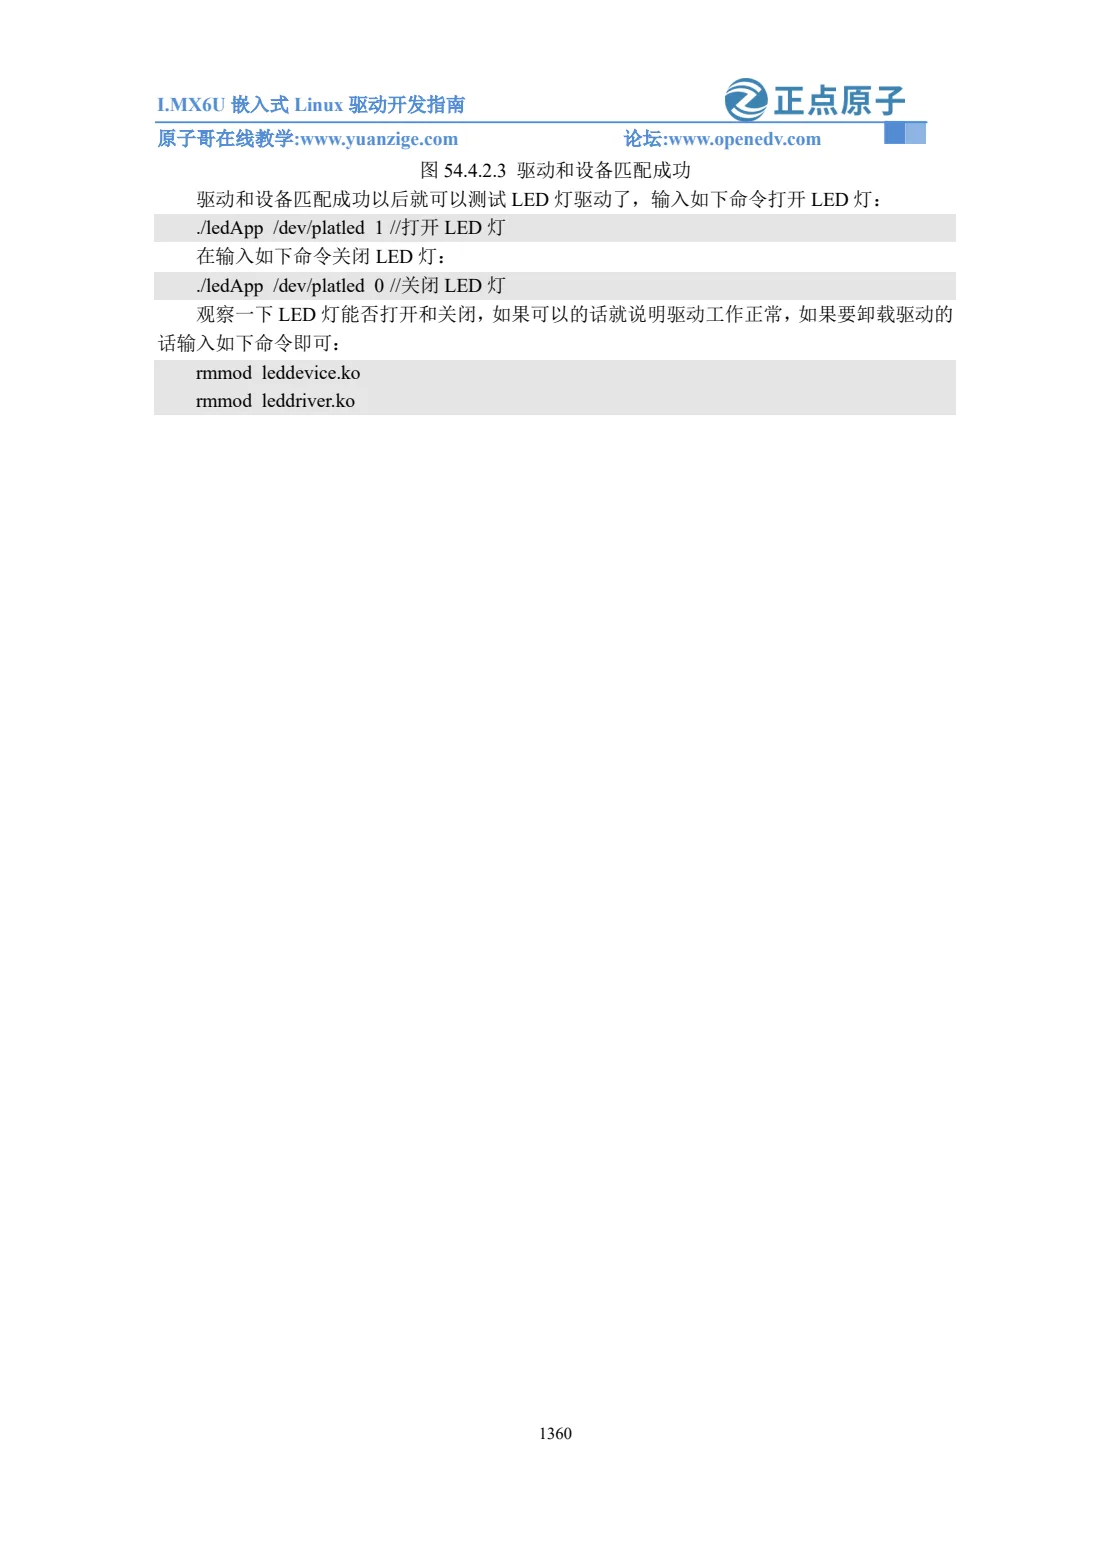 I.MX6U 嵌入式 Linux 驱动开发指南
正点原子
原子哥在线教学:www.yuanzige.com 论坛:www.openedv.com
图 54.4.2.3 驱动和设备匹配成功
驱动和设备匹配成功以后就可以测试 LED 灯驱动了，输入如下命令打开 LED 灯：
./ledApp /dev/platled 1 //打开 LED 灯
在输入如下命令关闭 LED 灯：
./ledApp /dev/platled 0 //关闭 LED 灯
观察一下 LED 灯能否打开和关闭，如果可以的话就说明驱动工作正常，如果要卸载驱动的
话输入如下命令即可：
rmmod leddevice.ko
rmmod leddriver.ko
1360